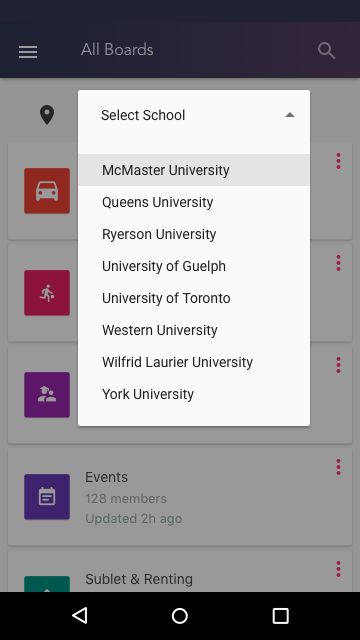 All Boards
Select School
McMaster University
Queens University
Ryerson University
University of Guelph
University of Toronto
Western University
Wilfrid Laurier University
York University
Events
128 members
Updated 2h ago
Sublet & Renting